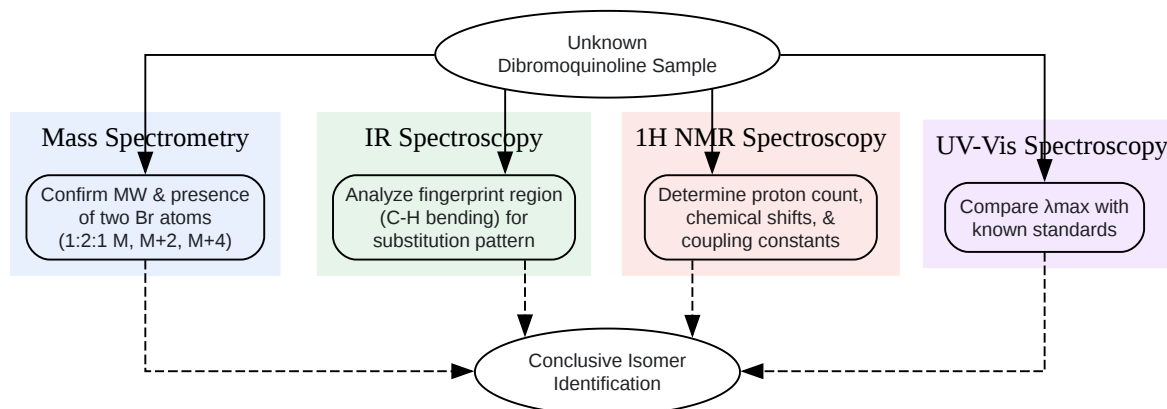 Unknown
Dibromoquinoline Sample
Mass Spectrometry
Confirm MW & presence
of two Br atoms
(1:2:1 M, M+2, M+4)
IR Spectroscopy
Analyze fingerprint region
(C-H bending) for
substitution pattern
1H NMR Spectroscopy
Determine proton count,
chemical shifts, &
coupling constants
UV-Vis Spectroscopy
Compare λmax with
known standards
Conclusive Isomer
Identification